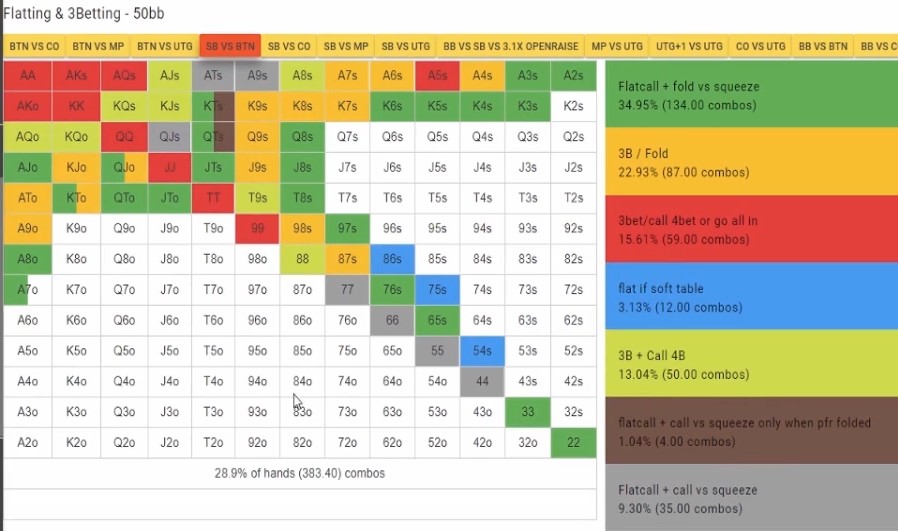 Flatting & 3Betting - 50bb
BTN VS CO BTN VS MP BTN VS UTG SB VS BTN SB VS CO SB VS MP SB VS UTG BB VS SB VS 3.1X OPENRAISE MP VS UTG UTG+1 VS UTG CO VS UTG BB VS BTN BB VS C
AA AKs AQs AJs ATs A9s A8s A7s A6s A5s A4s A3s A2s
AKo KK KQs KJs KTs K9s K8s K7s K6s K5s K4s K3s K2s
AQo KQo QQ QJs QTs Q9s Q8s Q7s Q6s Q5s Q4s Q3s Q2s
AJo KJo QJo JJ JTs J9s J8s J7s J6s J5s J4s J3s J2s
ATo KTo QTo JTo TT T9s T8s T7s T6s T5s T4s T3s T2s
A9o K9o Q9o J9o T9o 99 98s 97s 96s 95s 94s 93s 92s
A8o K8o Q8o J8o T8o 98o 88 87s 86s 85s 84s 83s 82s
A7o K7o Q7o J7o T7o 97o 87o 77 76s 75s 74s 73s 72s
A6o K6o Q6o J6o T6o 96o 86o 76o 66 65s 64s 63s 62s
A5o K5o Q5o J5o T5o 95o 85o 75o 65o 55 54s 53s 52s
A4o K4o Q4o J4o T4o 94o 84o 74o 64o 54o 44 43s 42s
A3o K3o Q3o J3o T3o 93o 83o 73o 63o 53o 43o 33 32s
A2o K2o Q2o J2o T2o 92o 82o 72o 62o 52o 42o 32o 22
28.9% of hands (383.40) combos
Flatcall + fold vs squeeze
34.95% (134.00 combos)
3B / Fold
22.93% (87.00 combos)
3bet/call 4bet or go all in
15.61% (59.00 combos)
flat if soft table
3.13% (12.00 combos)
3B + Call 4B
13.04% (50.00 combos)
flatcall + call vs squeeze only when pfr folded
1.04% (4.00 combos)
Flatcall + call vs squeeze
9.30% (35.00 combos)